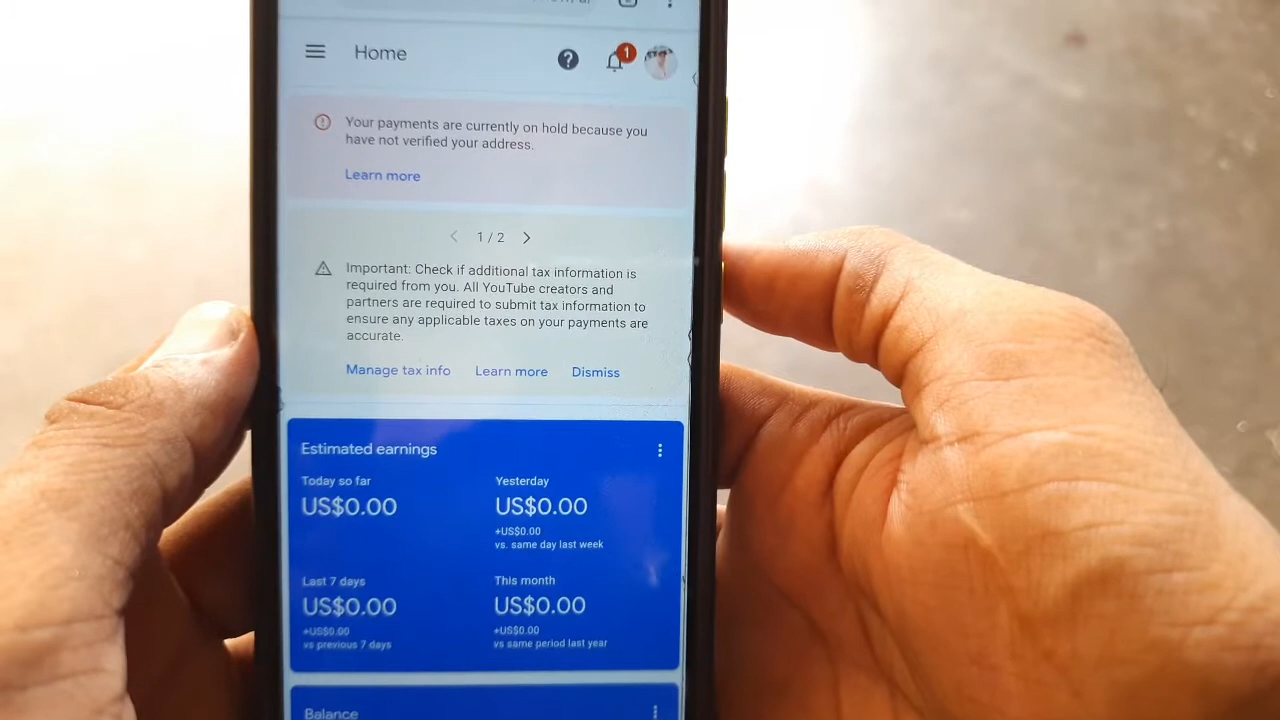 Home
1
Your payments are currently on hold because you
have not verified your address.
Learn more
1 / 2
Important: Check if additional tax information is
required from you. All YouTube creators and
partners are required to submit tax information to
ensure any applicable taxes on your payments are
accurate.
Manage tax info Learn more Dismiss
Estimated earnings
Today so far Yesterday
US$0.00 US$0.00
+US$0.00
vs. same day last week
Last 7 days This month
US$0.00 US$0.00
+US$0.00 +US$0.00
vs previous 7 days vs same period last year
Balance